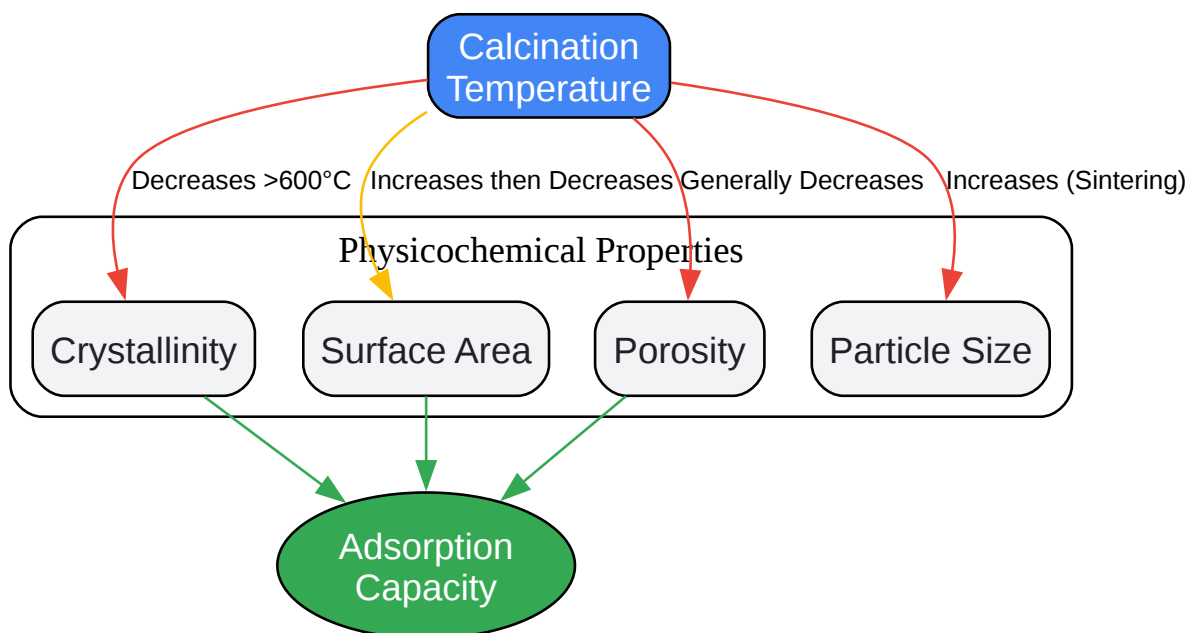 Calcination
Temperature
Decreases >600°C
Increases then Decreases
Generally Decreases
Increases (Sintering)
Physicochemical Properties
Crystallinity
Surface Area
Porosity
Particle Size
Adsorption
Capacity